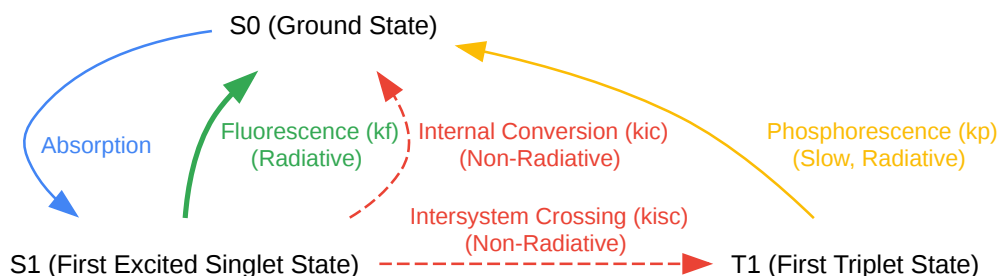 S0 (Ground State)
Absorption
Fluorescence (kf)
(Radiative)
Internal Conversion (kic)
(Non-Radiative)
Phosphorescence (kp)
(Slow, Radiative)
Intersystem Crossing (kisc)
(Non-Radiative)
S1 (First Excited Singlet State)
T1 (First Triplet State)